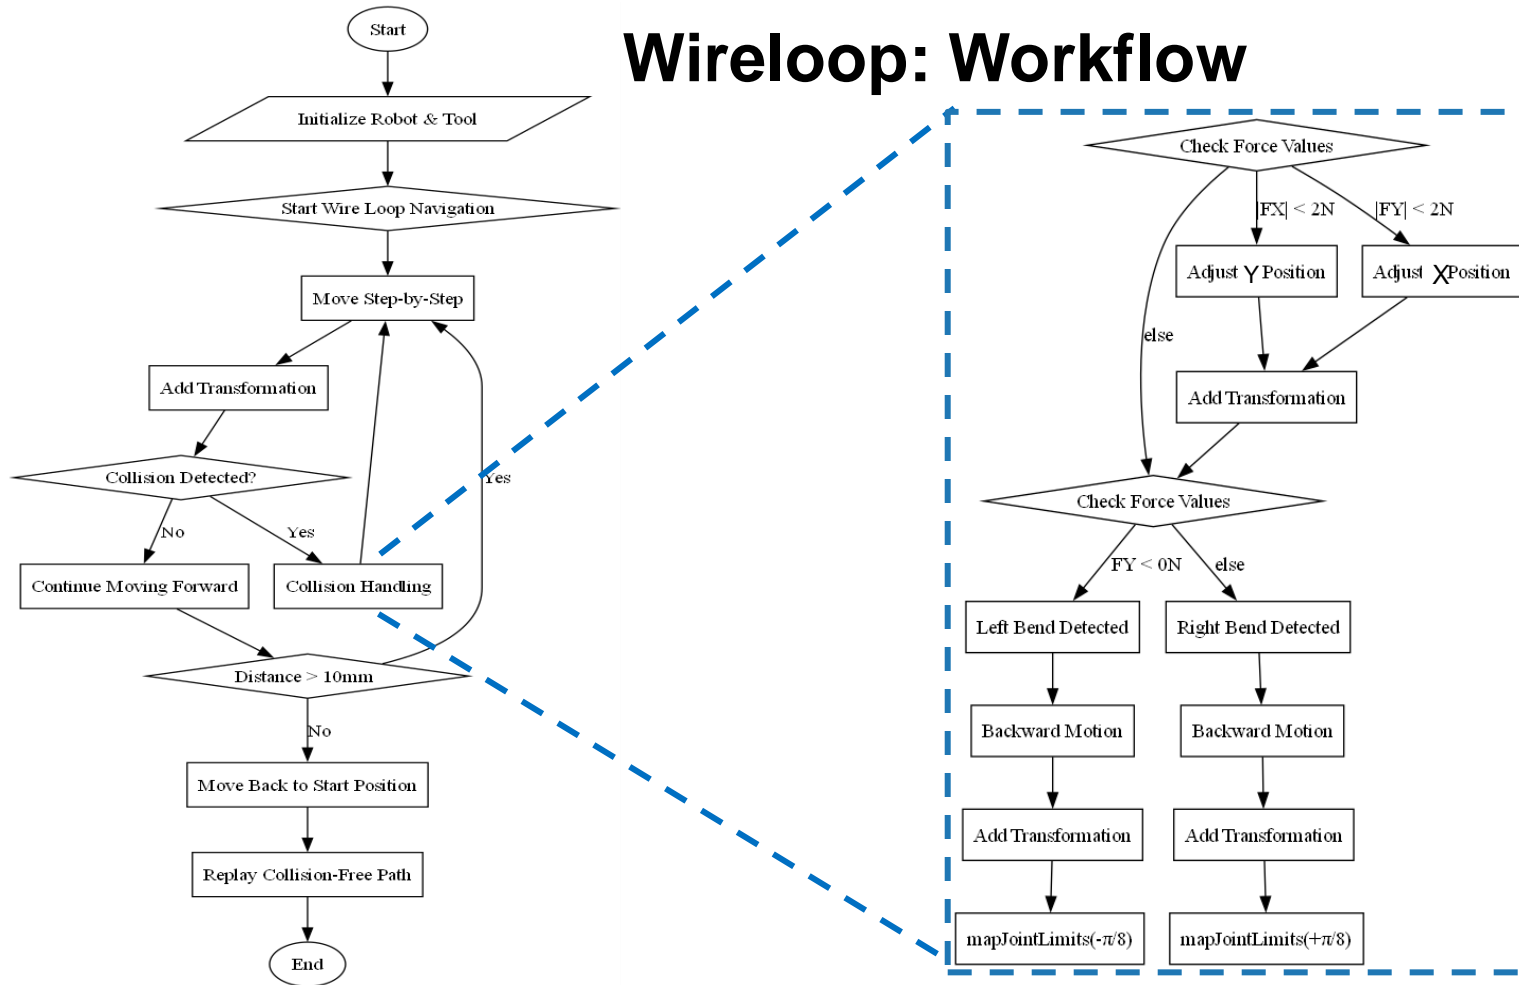 Wireloop: Workflow
Start
Initialize Robot & Tool
Start Wire Loop Navigation
Move Step-by-Step
Add Transformation
Collision Detected?
No
Yes
Yes
Continue Moving Forward
Collision Handling
Distance > 10mm
No
Move Back to Start Position
Replay Collision-Free Path
End
Check Force Values
|FX| < 2N
|FY| < 2N
Adjust Y Position
Adjust X Position
else
Add Transformation
Check Force Values
FY < 0N
else
Left Bend Detected
Right Bend Detected
Backward Motion
Backward Motion
Add Transformation
Add Transformation
mapJointLimits(-π/8)
mapJointLimits(+π/8)